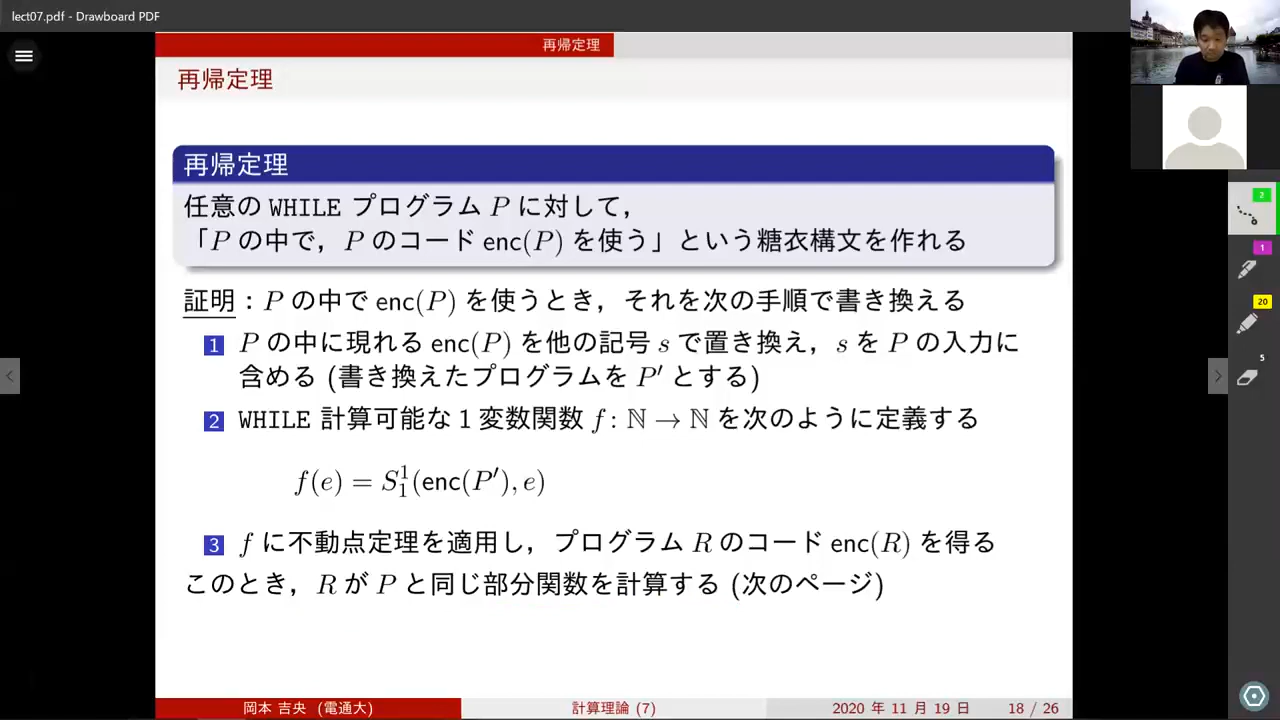 lect07.pdf - Drawboard PDF
再帰定理
再帰定理
再帰定理
任意の WHILE プログラム P に対して，
「P の中で，P のコード enc(P) を使う」という糖衣構文を作れる
証明：P の中で enc(P) を使うとき，それを次の手順で書き換える
1 P の中に現れる enc(P) を他の記号 s で置き換え，s を P の入力に
含める (書き換えたプログラムを P′ とする)
2 WHILE 計算可能な 1 変数関数 f: ℕ → ℕ を次のように定義する
f(e) = S¹₁(enc(P′), e)
3 f に不動点定理を適用し，プログラム R のコード enc(R) を得る
このとき，R が P と同じ部分関数を計算する (次のページ)
岡本 吉央 (電通大)
計算理論 (7)
2020 年 11 月 19 日 18 / 26
2
1
20
5